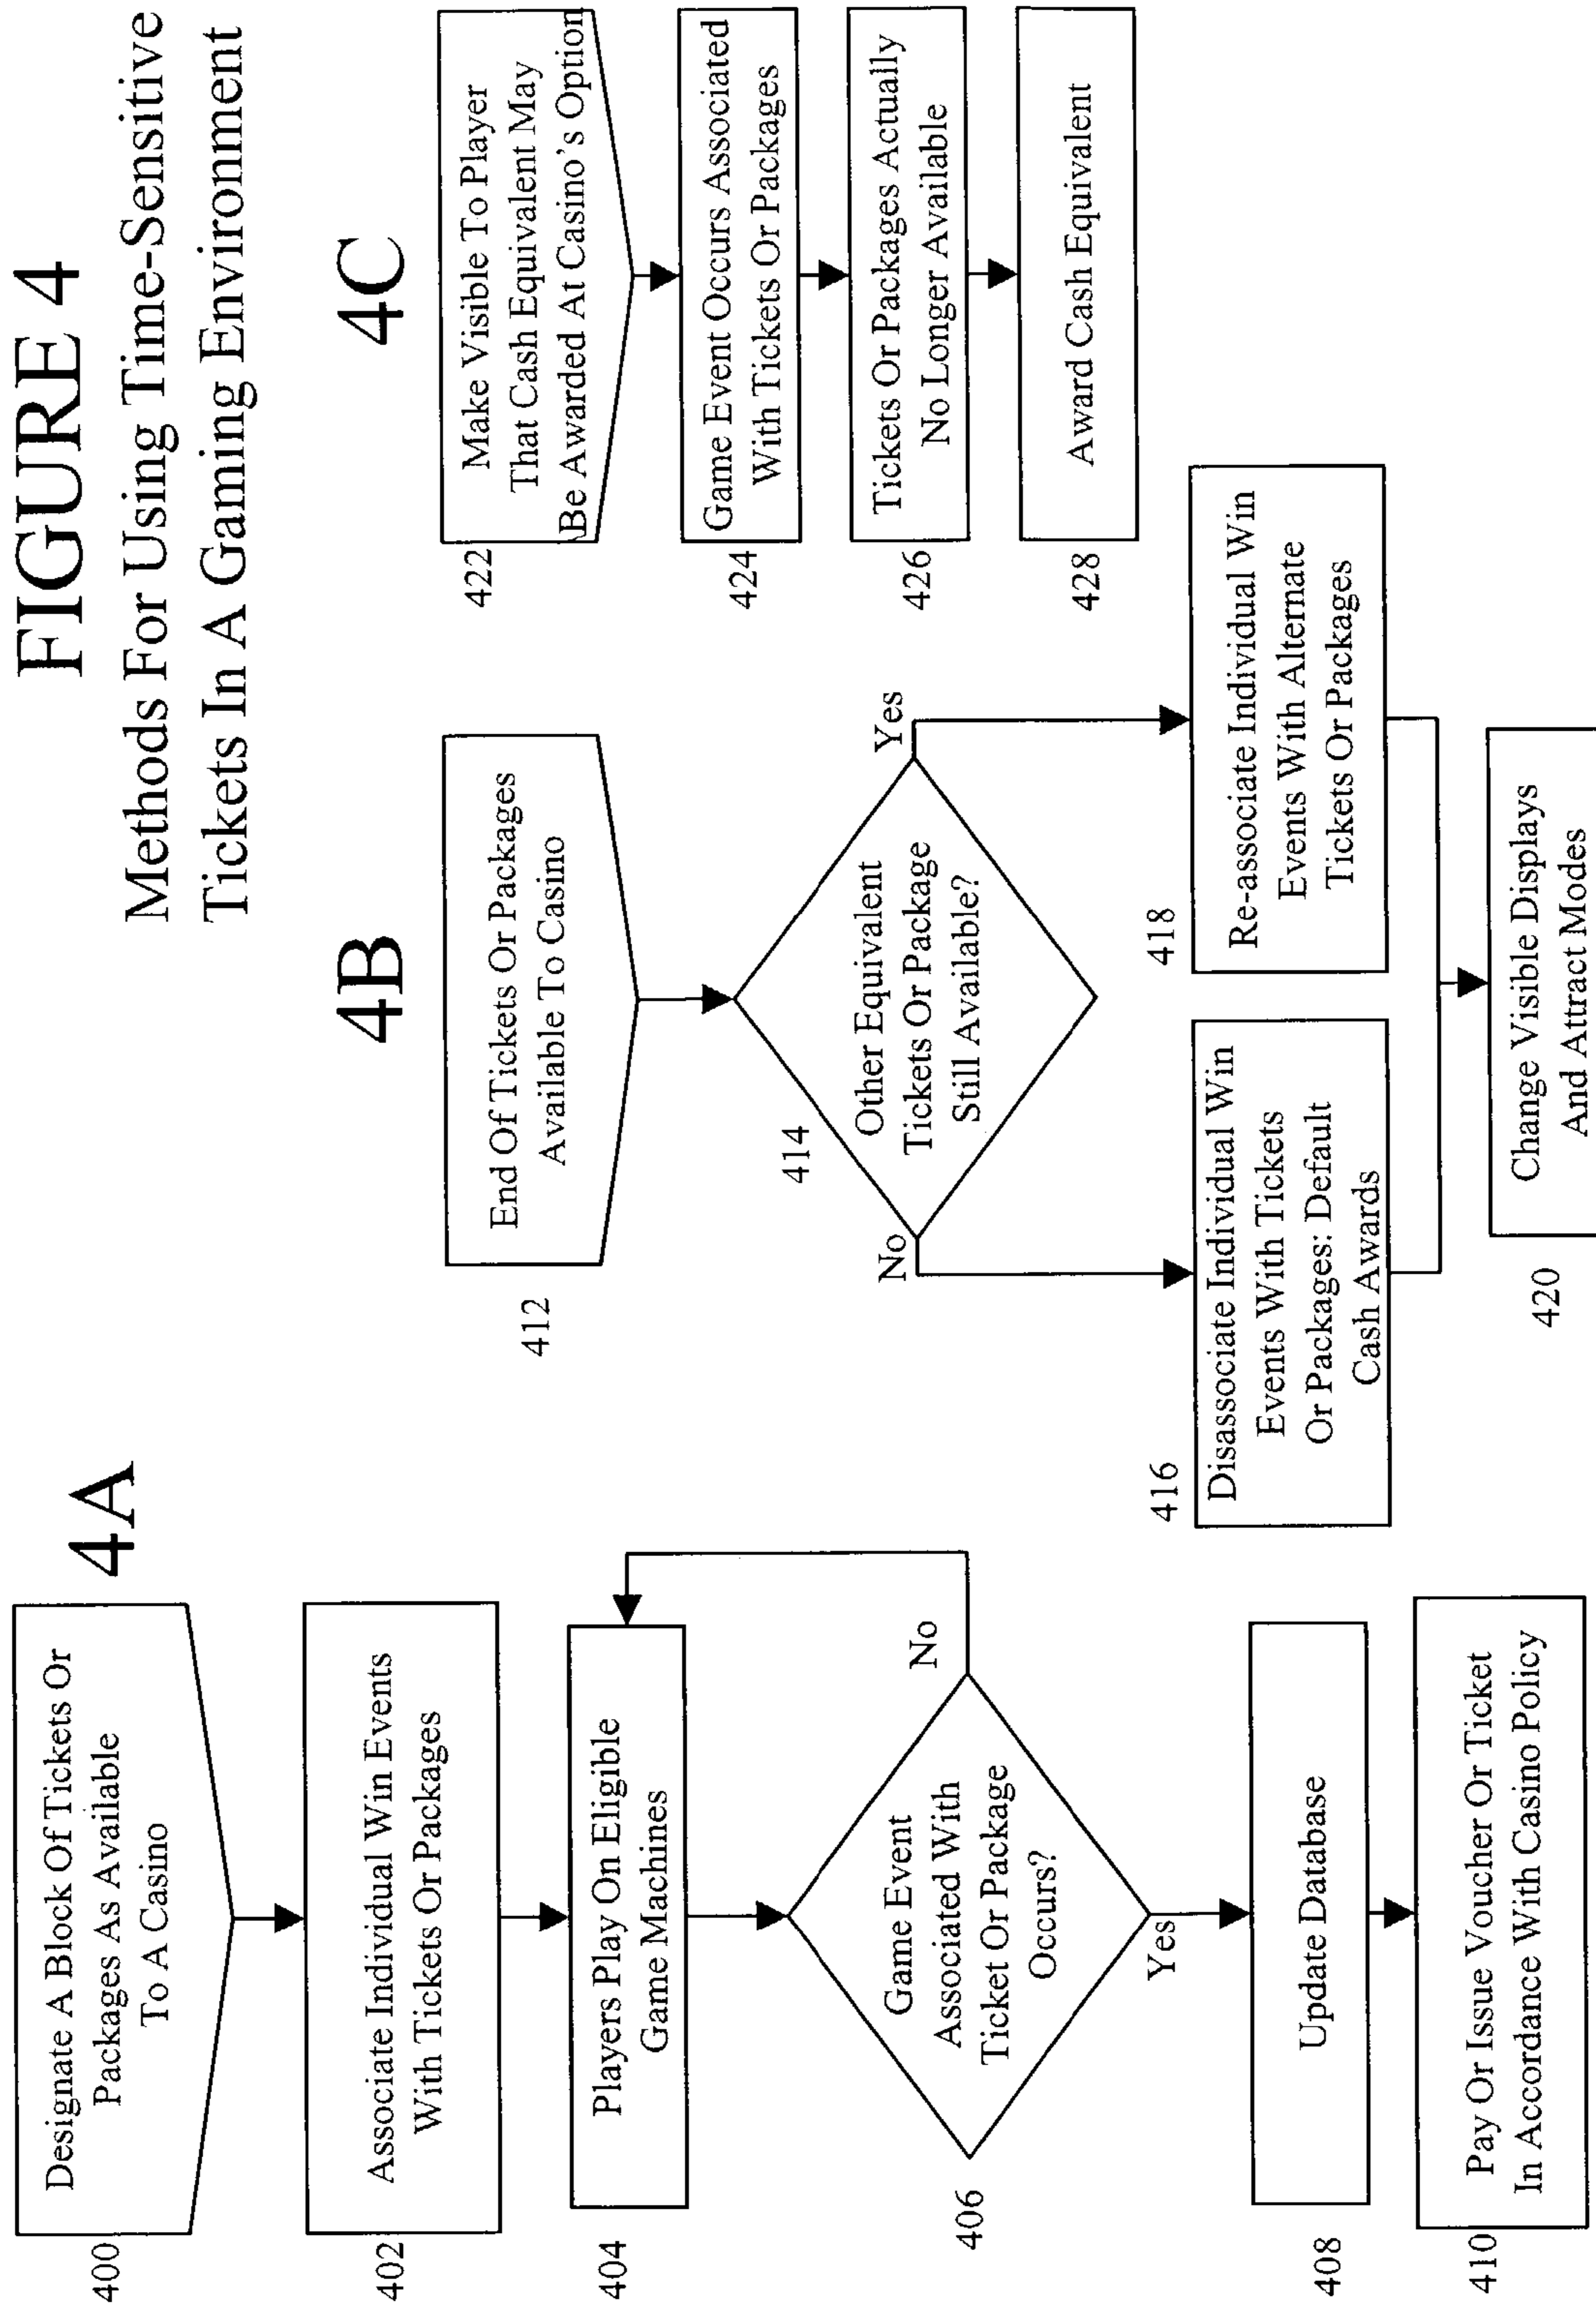 FIGURE 4
Methods For Using Time-Sensitive
Tickets In A Gaming Environment
4A
400
Designate A Block Of Tickets Or
Packages As Available
To A Casino
402
Associate Individual Win Events
With Tickets Or Packages
404
Players Play On Eligible
Game Machines
406
Game Event
Associated With
Ticket Or Package
Occurs?
No
Yes
408
Update Database
410
Pay Or Issue Voucher Or Ticket
In Accordance With Casino Policy
4B
412
End Of Tickets Or Packages
Available To Casino
414
Other Equivalent
Tickets Or Package
Still Available?
No
Yes
416
Disassociate Individual Win
Events With Tickets
Or Packages: Default
Cash Awards
418
Re-associate Individual Win
Events With Alternate
Tickets Or Packages
420
Change Visible Displays
And Attract Modes
4C
422
Make Visible To Player
That Cash Equivalent May
Be Awarded At Casino's Option
424
Game Event Occurs Associated
With Tickets Or Packages
426
Tickets Or Packages Actually
No Longer Available
428
Award Cash Equivalent